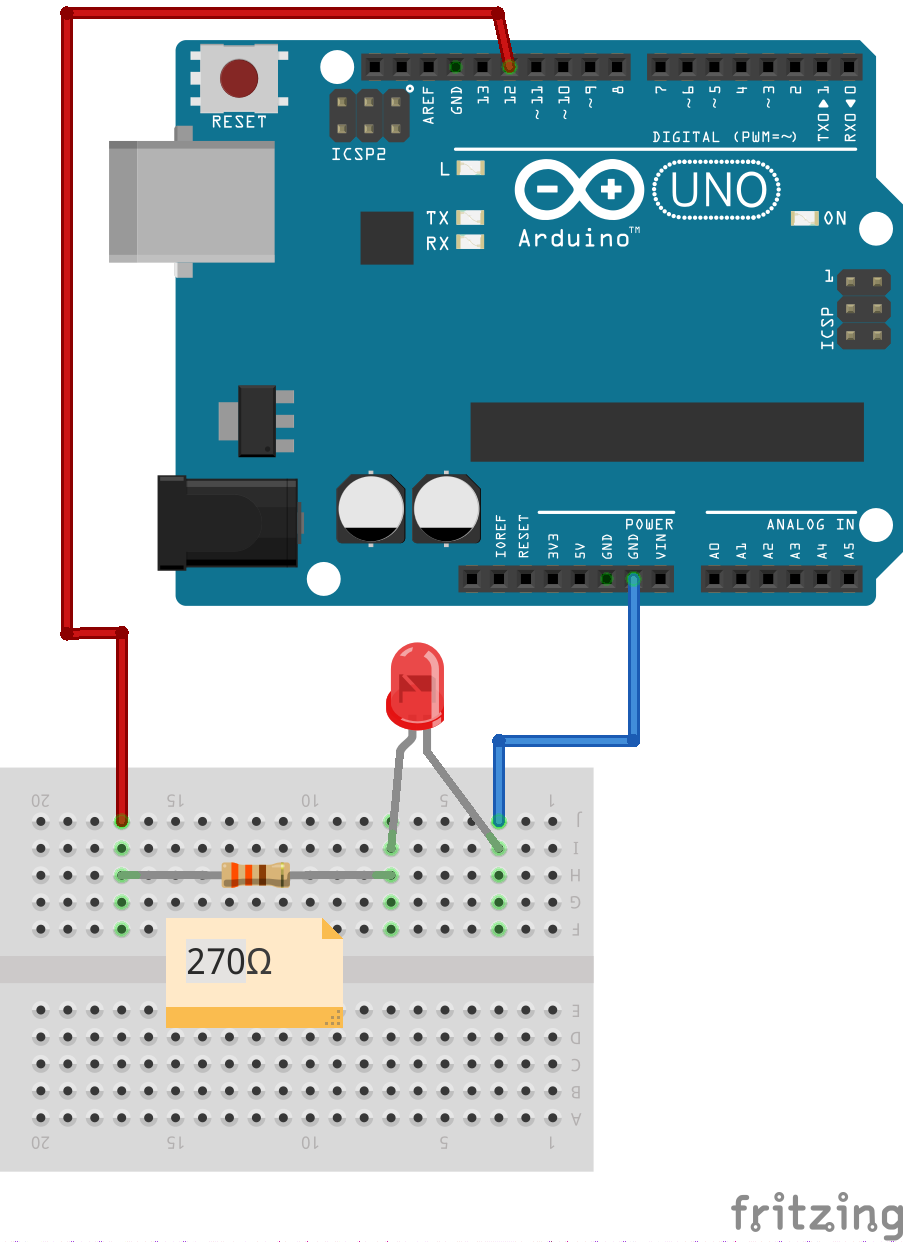 RESET
ICSP2
AREF
GND
13
12
~11
~10
~9
8
7
~6
~5
4
~3
2
TX0▶1
RX0◀0
DIGITAL (PWM=~)
L
TX
RX
UNO
Arduino™
ON
1
ICSP
POWER
ANALOG IN
IOREF
RESET
3V3
5V
GND
GND
VIN
A0
A1
A2
A3
A4
A5
20 15 10 5 1
J
I
H
G
F
270Ω
E
D
C
B
A
20 15 10 5 1
fritzing